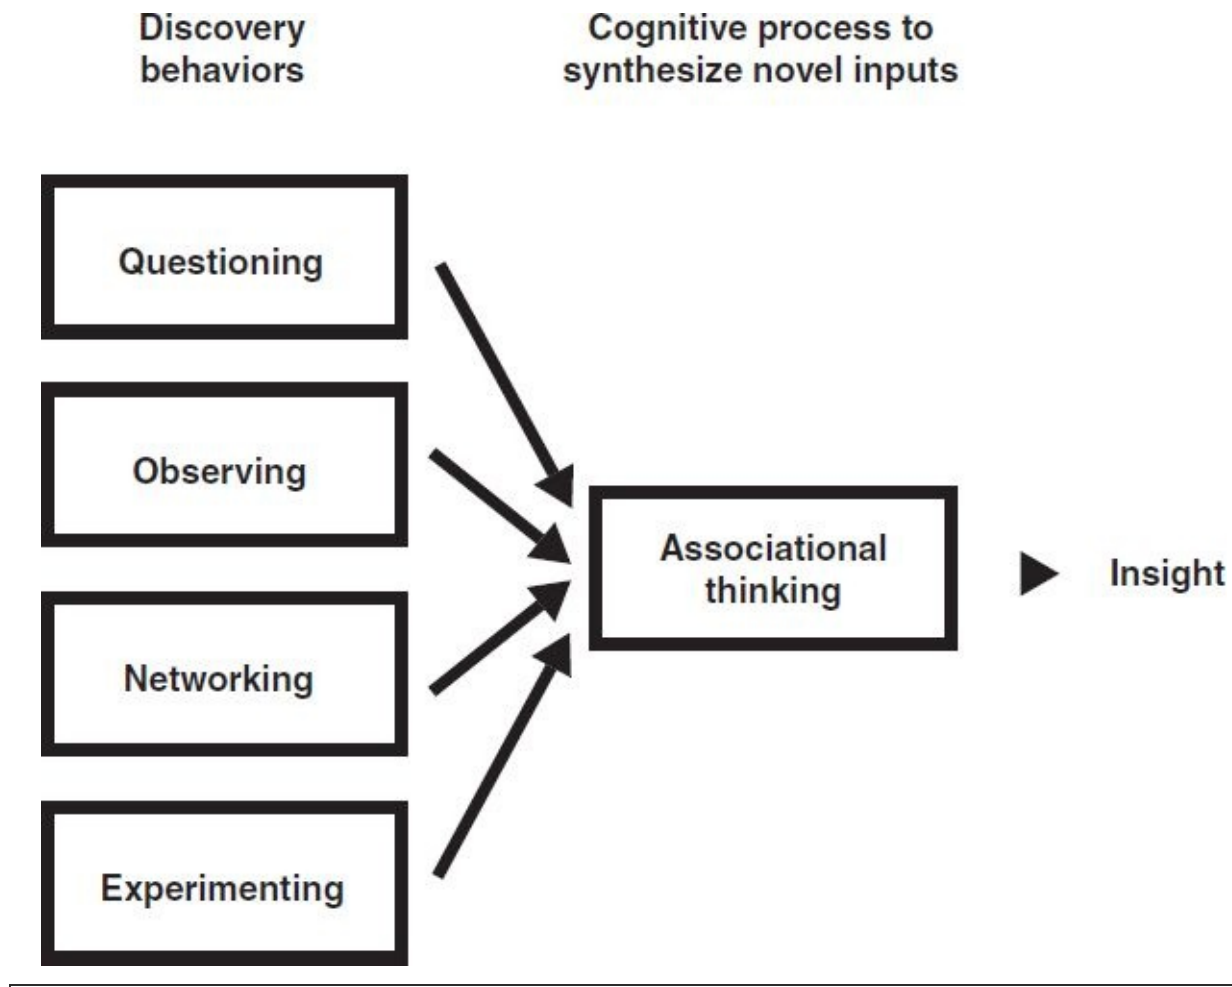 Discovery
behaviors
Cognitive process to
synthesize novel inputs
Questioning
Observing
Networking
Experimenting
Associational
thinking
Insight